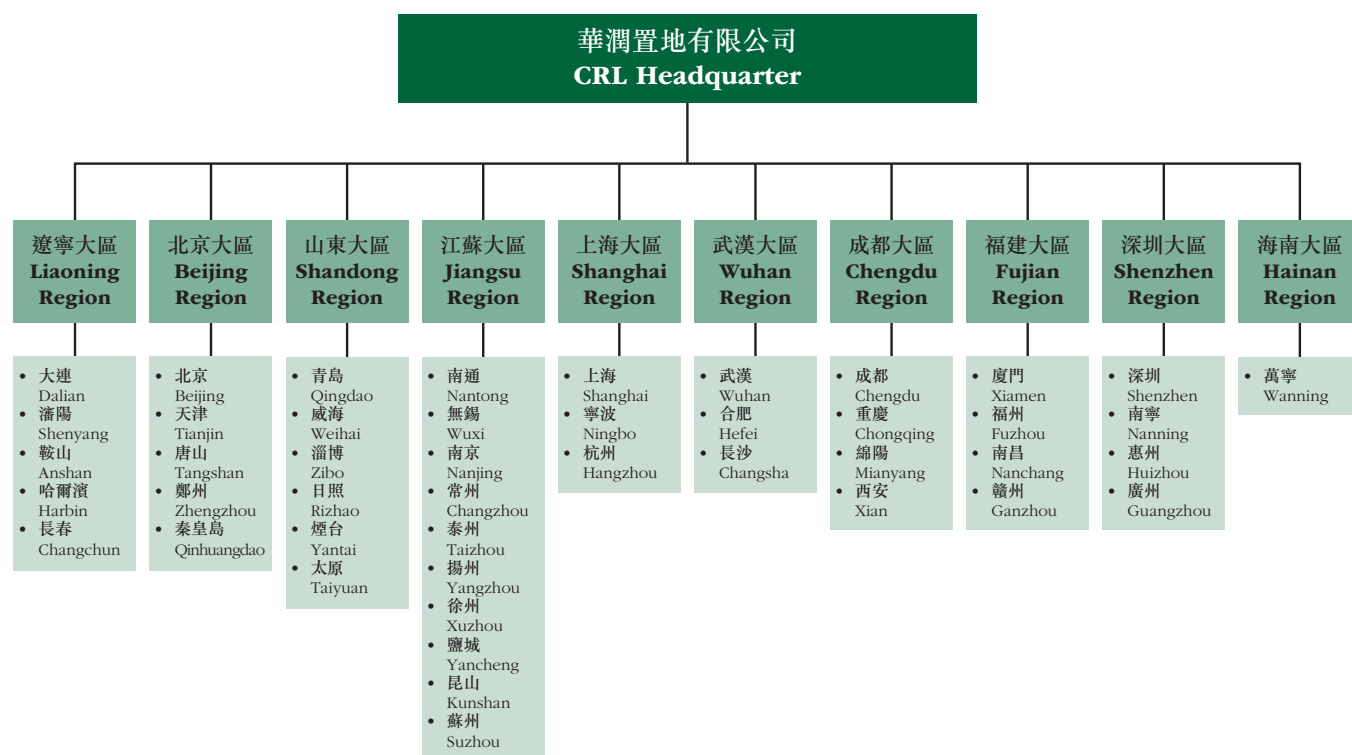 華潤置地有限公司
CRL Headquarter
遼寧大區
Liaoning
Region
北京大區
Beijing
Region
山東大區
Shandong
Region
江蘇大區
Jiangsu
Region
上海大區
Shanghai
Region
武漢大區
Wuhan
Region
成都大區
Chengdu
Region
福建大區
Fujian
Region
深圳大區
Shenzhen
Region
海南大區
Hainan
Region
• 大連
Dalian
• 瀋陽
Shenyang
• 鞍山
Anshan
• 哈爾濱
Harbin
• 長春
Changchun
• 北京
Beijing
• 天津
Tianjin
• 唐山
Tangshan
• 鄭州
Zhengzhou
• 秦皇島
Qinhuangdao
• 青島
Qingdao
• 威海
Weihai
• 淄博
Zibo
• 日照
Rizhao
• 煙台
Yantai
• 太原
Taiyuan
• 南通
Nantong
• 無錫
Wuxi
• 南京
Nanjing
• 常州
Changzhou
• 泰州
Taizhou
• 揚州
Yangzhou
• 徐州
Xuzhou
• 鹽城
Yancheng
• 昆山
Kunshan
• 蘇州
Suzhou
• 上海
Shanghai
• 寧波
Ningbo
• 杭州
Hangzhou
• 武漢
Wuhan
• 合肥
Hefei
• 長沙
Changsha
• 成都
Chengdu
• 重慶
Chongqing
• 綿陽
Mianyang
• 西安
Xian
• 廈門
Xiamen
• 福州
Fuzhou
• 南昌
Nanchang
• 贛州
Ganzhou
• 深圳
Shenzhen
• 南寧
Nanning
• 惠州
Huizhou
• 廣州
Guangzhou
• 萬寧
Wanning